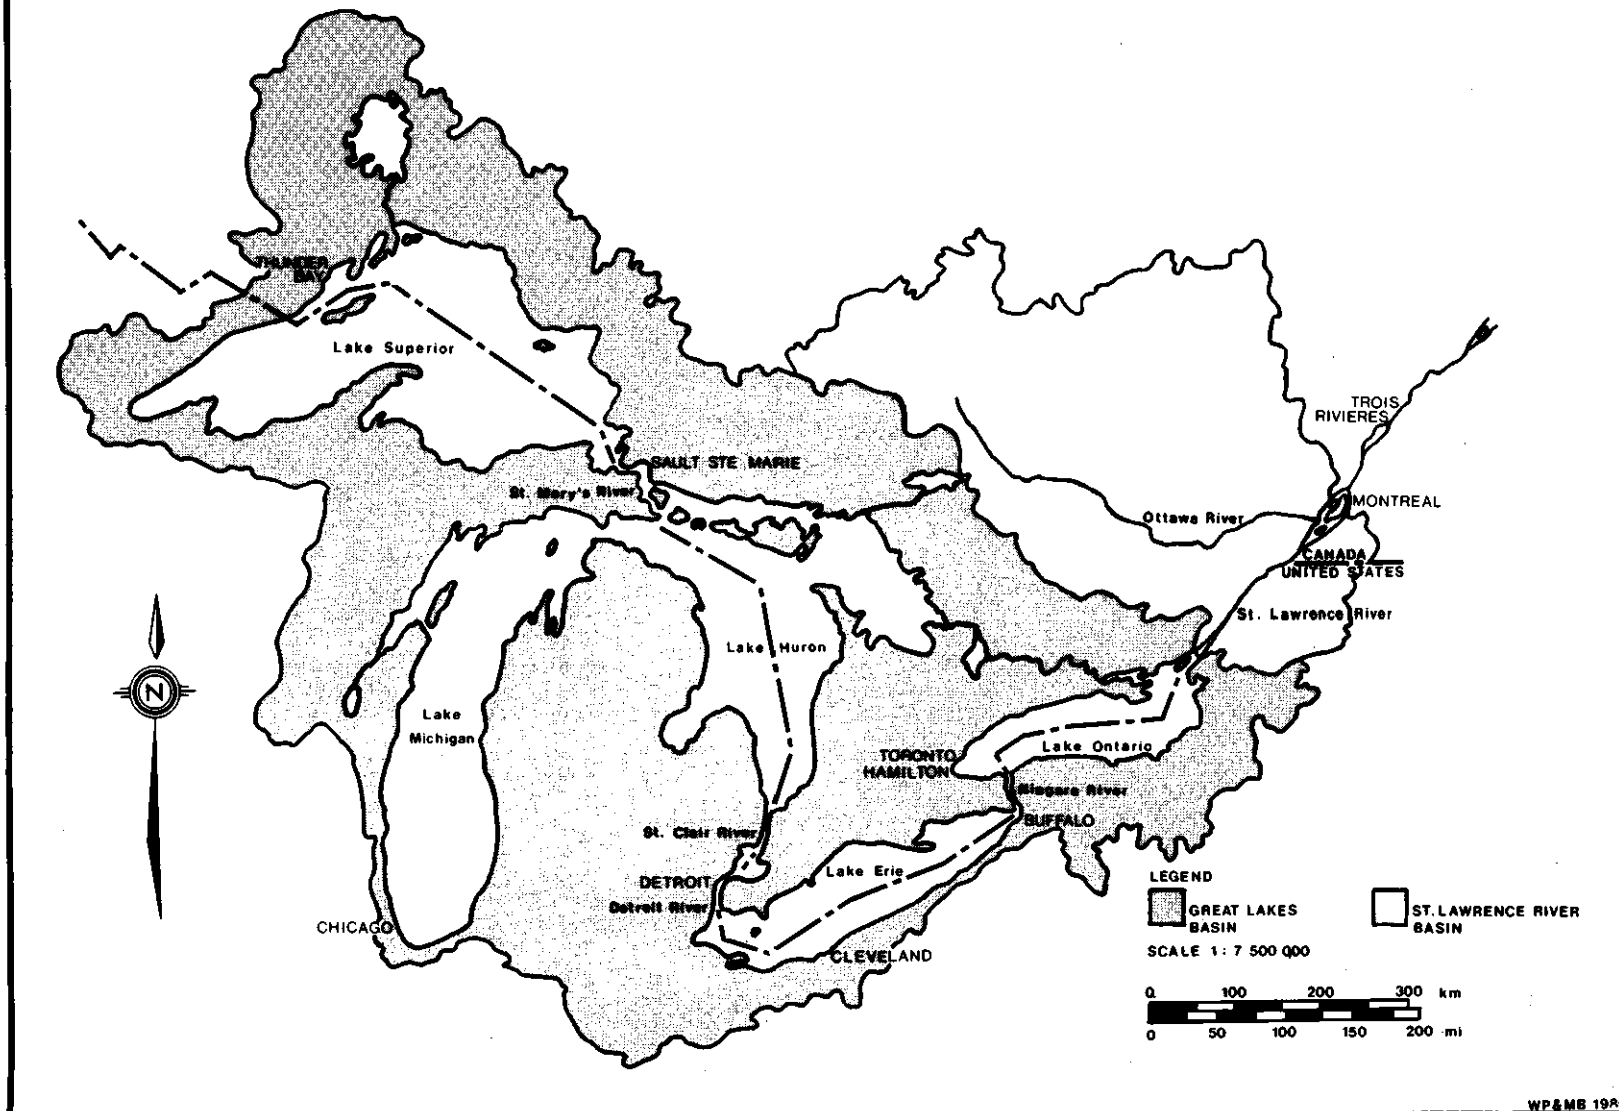 THUNDER
BAY
Lake Superior
TROIS
RIVIERES
SAULT STE MARIE
St. Mary's River
MONTREAL
Ottawa River
CANADA
UNITED STATES
St. Lawrence River
Lake Huron
N
Lake
Michigan
Lake Ontario
TORONTO
HAMILTON
Niagara River
BUFFALO
St. Clair River
Lake Erie
DETROIT
Detroit River
CHICAGO
CLEVELAND
LEGEND
GREAT LAKES
BASIN
ST. LAWRENCE RIVER
BASIN
SCALE 1: 7 500 000
0 100 200 300 km
0 50 100 150 200 mi
WP&MB 198